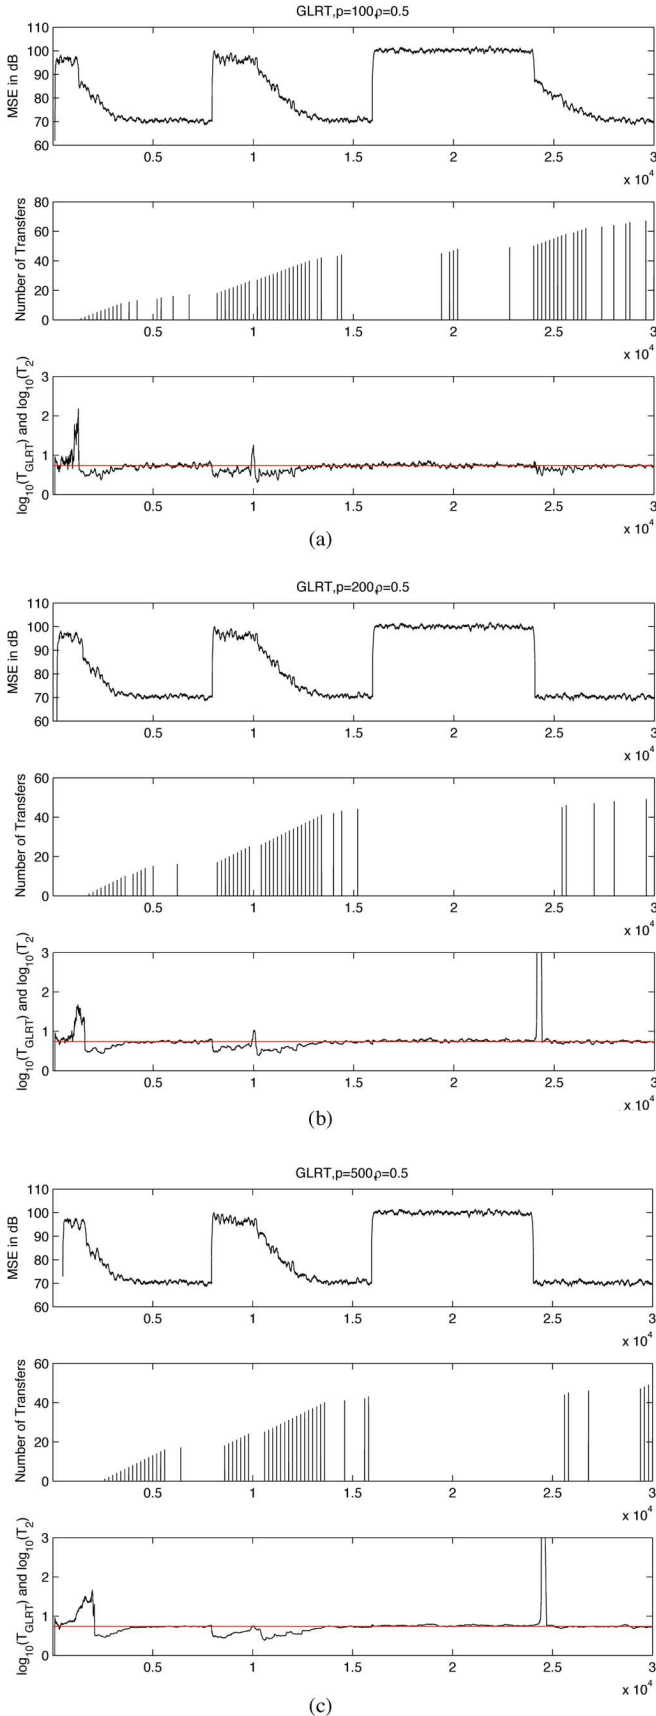 GLRT,p=100,ρ=0.5
MSE in dB
110
100
90
80
70
60
0.5 1 1.5 2 2.5 3
x 10^4
Number of Transfers
80
60
40
20
0
0.5 1 1.5 2 2.5 3
x 10^4
log10(TGLRT) and log10(T2)
3
2
1
0
0.5 1 1.5 2 2.5 3
x 10^4
(a)
GLRT,p=200,ρ=0.5
MSE in dB
110
100
90
80
70
60
0.5 1 1.5 2 2.5 3
x 10^4
Number of Transfers
60
40
20
0
0.5 1 1.5 2 2.5 3
x 10^4
log10(TGLRT) and log10(T2)
3
2
1
0
0.5 1 1.5 2 2.5 3
x 10^4
(b)
GLRT,p=500,ρ=0.5
MSE in dB
110
100
90
80
70
60
0.5 1 1.5 2 2.5 3
x 10^4
Number of Transfers
60
40
20
0
0.5 1 1.5 2 2.5 3
x 10^4
log10(TGLRT) and log10(T2)
3
2
1
0
0.5 1 1.5 2 2.5 3
x 10^4
(c)